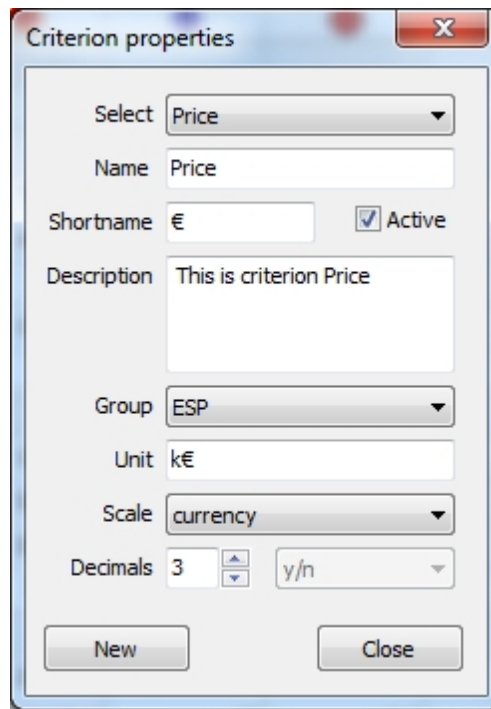 Criterion properties
Select Price
Name Price
Shortname € Active
Description This is criterion Price
Group ESP
Unit k€
Scale currency
Decimals 3 y/n
New Close